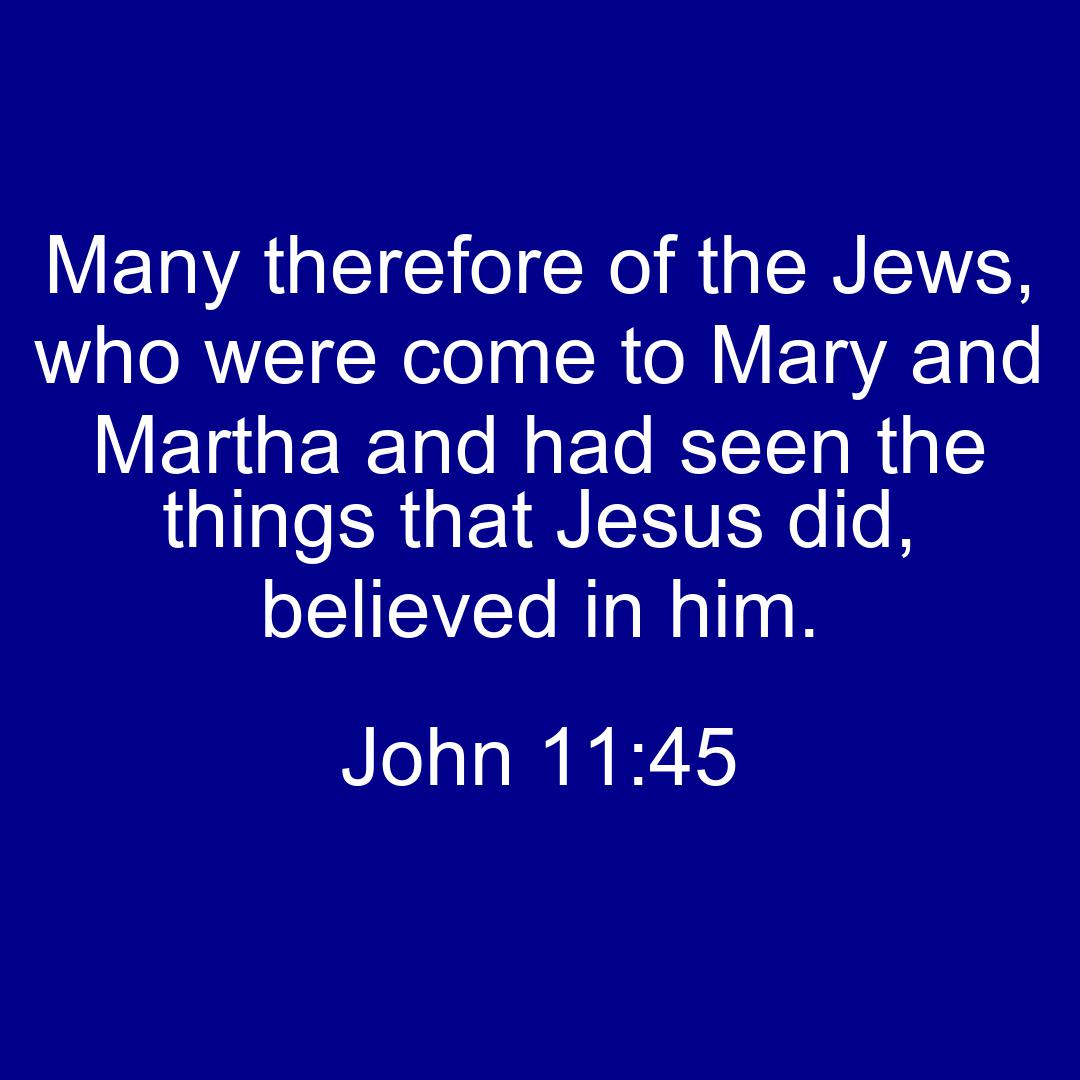 Many therefore of the Jews,
who were come to Mary and
Martha and had seen the
things that Jesus did,
believed in him.
John 11:45